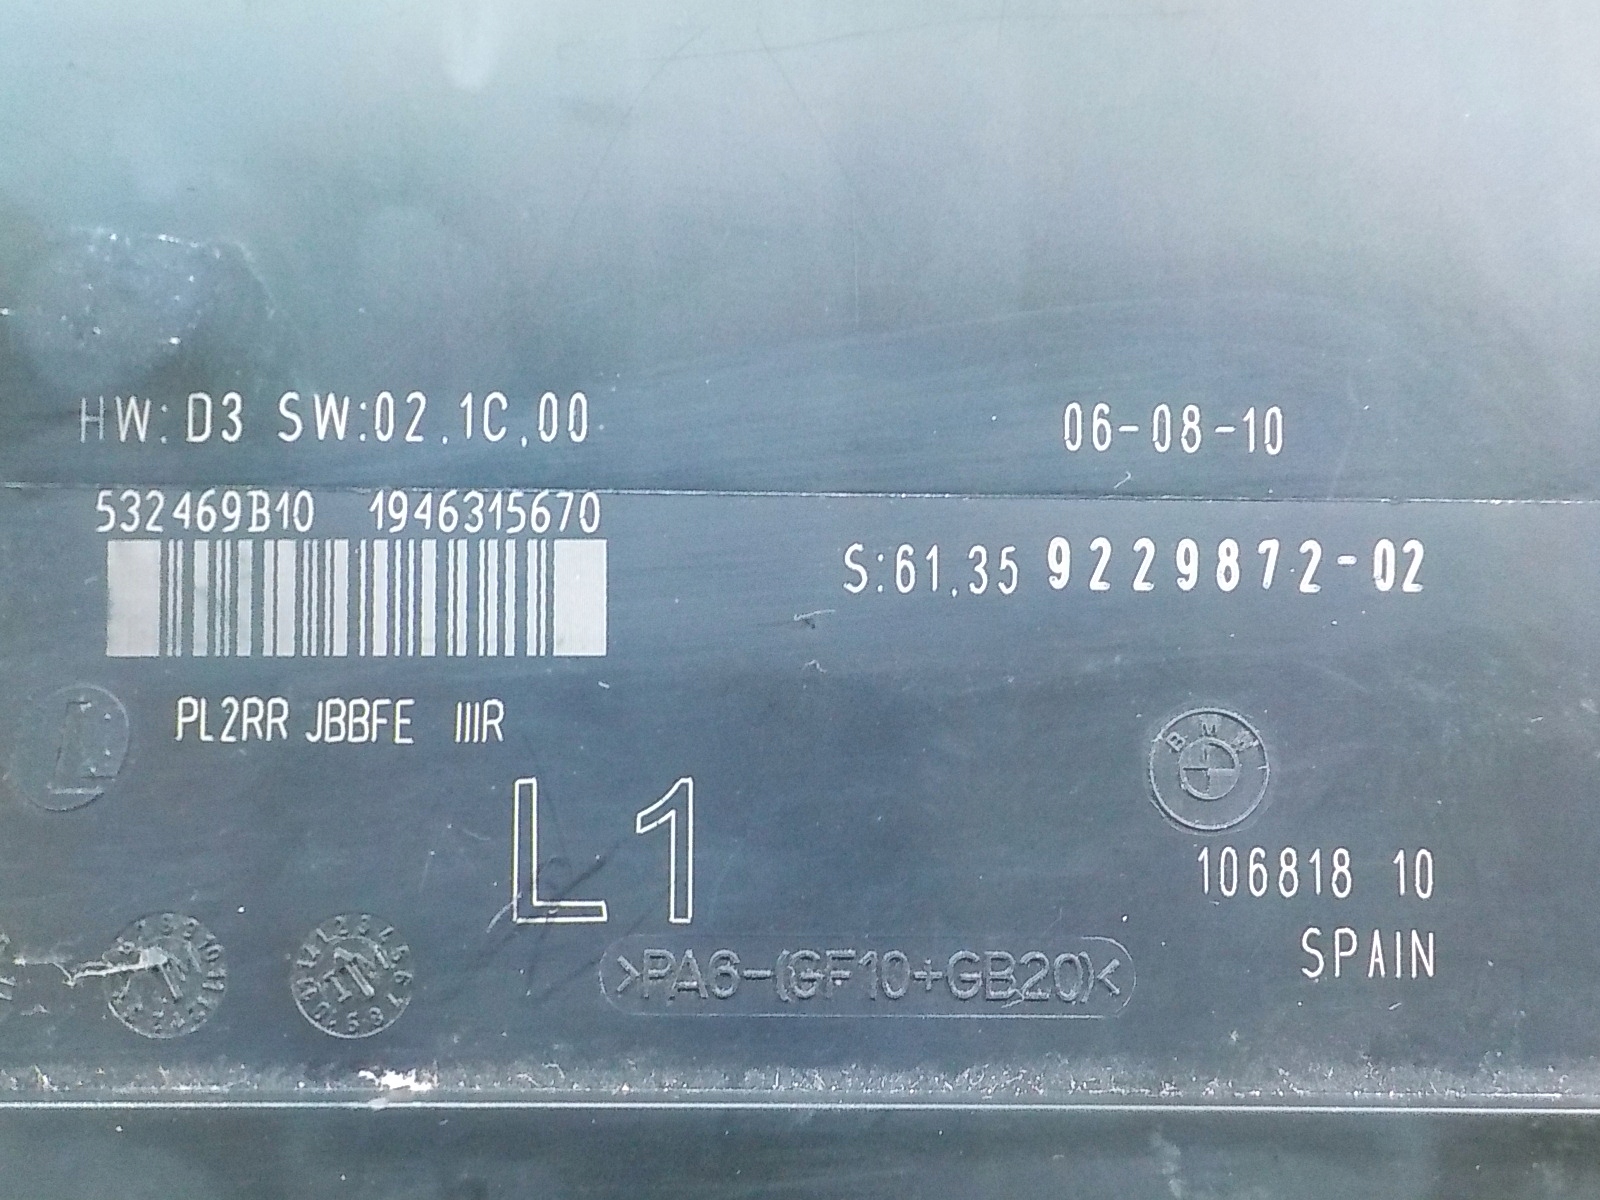 HW: D3 SW:02.1C.00
06-08-10
532469B10 1946315670
S:61.35 9229872-02
PL2RR JBBFE IIIR
BMW
L1
106818 10
SPAIN
>PA6-(GF10+GB20)<